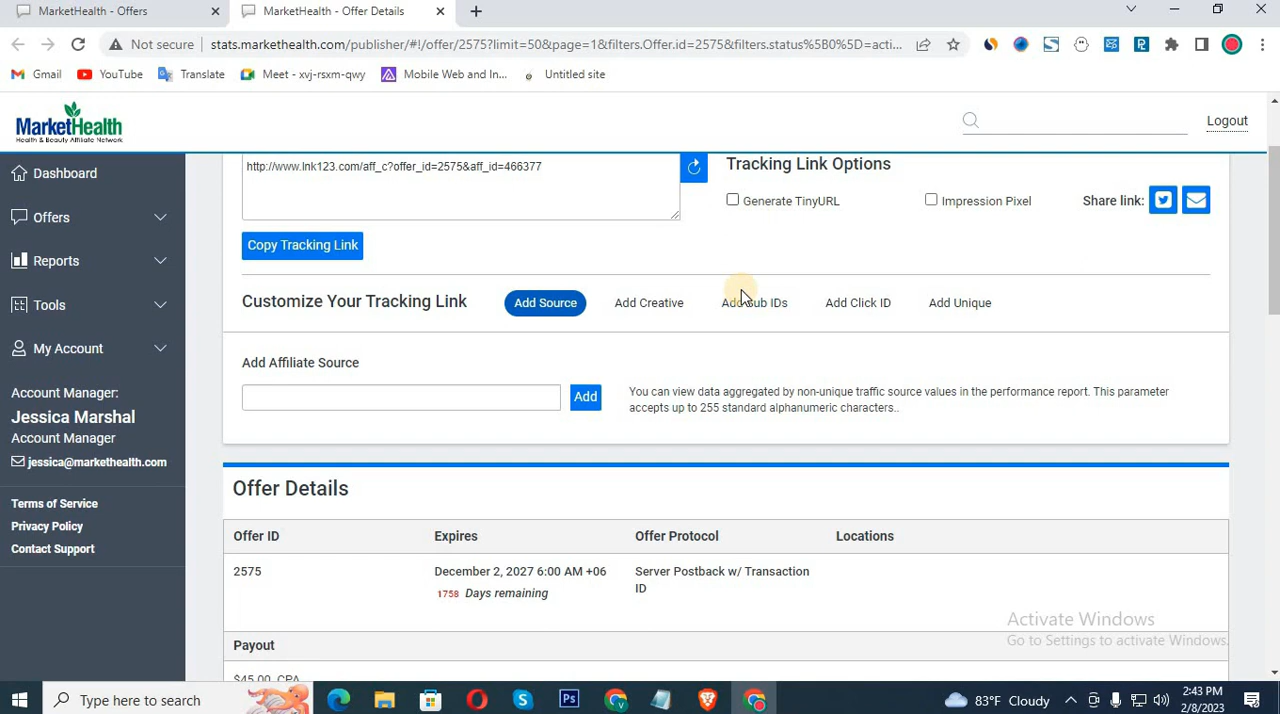 MarketHealth - Offers
MarketHealth - Offer Details
Not secure
stats.markethealth.com/publisher/#!/offer/2575?limit=50&page=1&filters.Offer.id=2575&filters.status%5B0%5D=acti...
Gmail
YouTube
Translate
Meet - xvj-rsxm-qwy
Mobile Web and In...
Untitled site
MarketHealth
Health & Beauty Affiliate Network
Logout
Dashboard
Offers
Reports
Tools
My Account
Account Manager:
Jessica Marshal
Account Manager
jessica@markethealth.com
Terms of Service
Privacy Policy
Contact Support
http://www.lnk123.com/aff_c?offer_id=2575&aff_id=466377
Tracking Link Options
Generate TinyURL
Impression Pixel
Share link:
Copy Tracking Link
Customize Your Tracking Link
Add Source
Add Creative
Add Sub IDs
Add Click ID
Add Unique
Add Affiliate Source
Add
You can view data aggregated by non-unique traffic source values in the performance report. This parameter
accepts up to 255 standard alphanumeric characters..
Offer Details
Offer ID
Expires
Offer Protocol
Locations
2575
December 2, 2027 6:00 AM +06
1758 Days remaining
Server Postback w/ Transaction
ID
Payout
$45.00 CPA
Activate Windows
Go to Settings to activate Windows.
Type here to search
Ps
83°F Cloudy
2:43 PM
2/8/2023